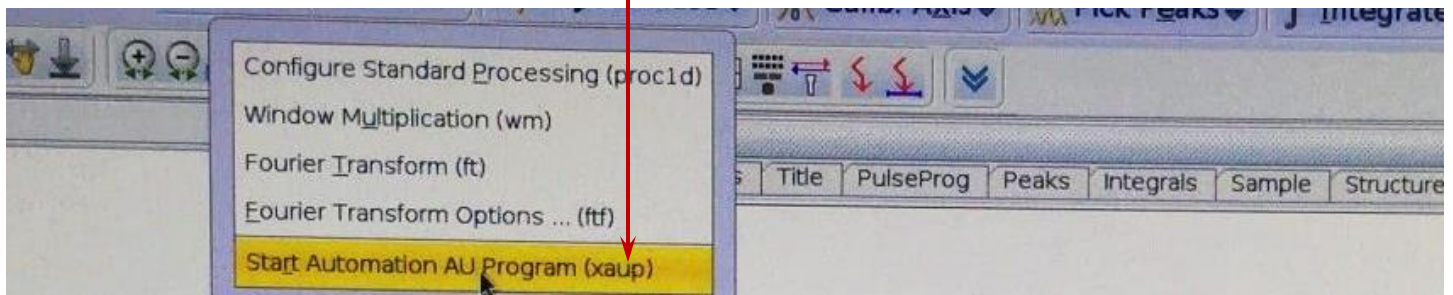 Pick Peaks Integrate
Configure Standard Processing (proc1d)
Window Multiplication (wm)
Fourier Transform (ft)
Fourier Transform Options ... (ftf)
Start Automation AU Program (xaup)
Title PulseProg Peaks Integrals Sample Structure